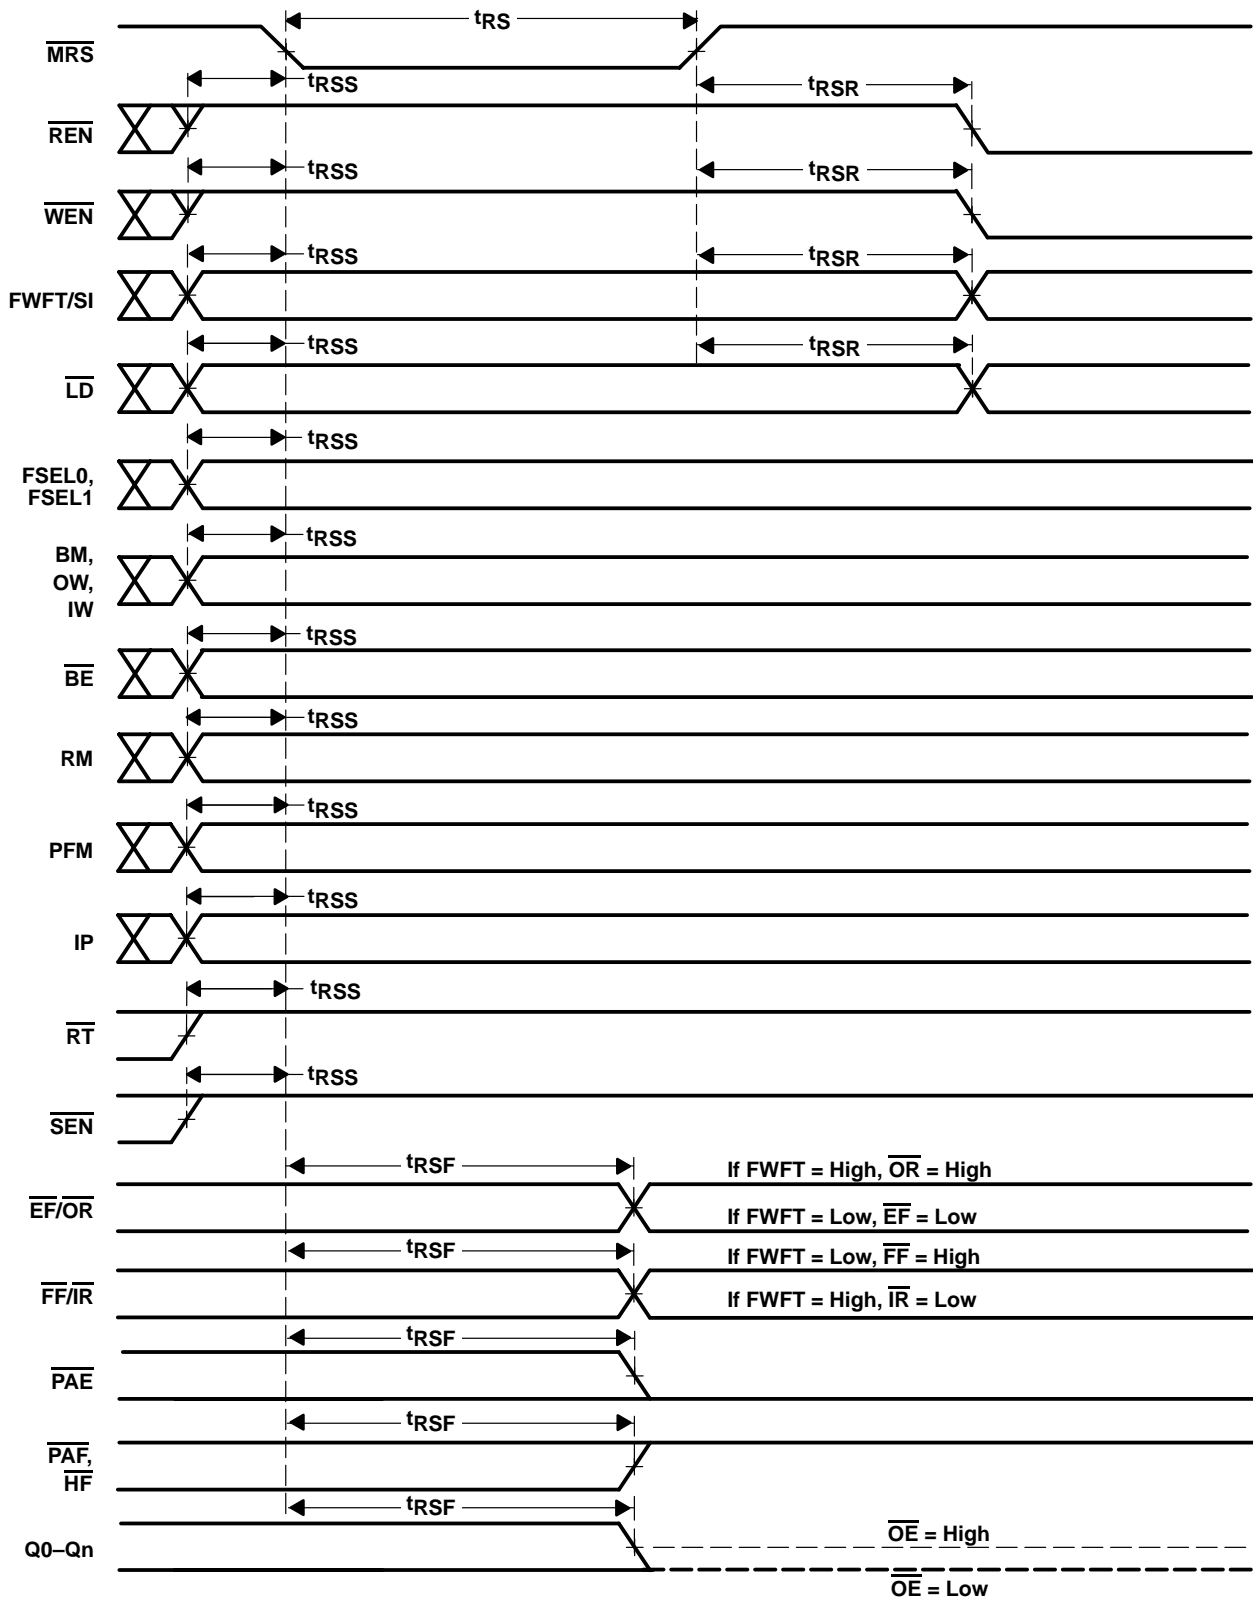 tRS
MRS
tRSS
tRSR
REN
tRSS
tRSR
WEN
tRSS
tRSR
FWFT/SI
tRSS
tRSR
LD
tRSS
FSEL0,
FSEL1
tRSS
BM,
OW,
IW
tRSS
BE
tRSS
RM
tRSS
PFM
tRSS
IP
tRSS
RT
tRSS
SEN
tRSF
If FWFT = High, OR = High
EF/OR
If FWFT = Low, EF = Low
tRSF
If FWFT = Low, FF = High
FF/IR
If FWFT = High, IR = Low
tRSF
PAE
tRSF
PAF,
HF
tRSF
OE = High
Q0–Qn
OE = Low